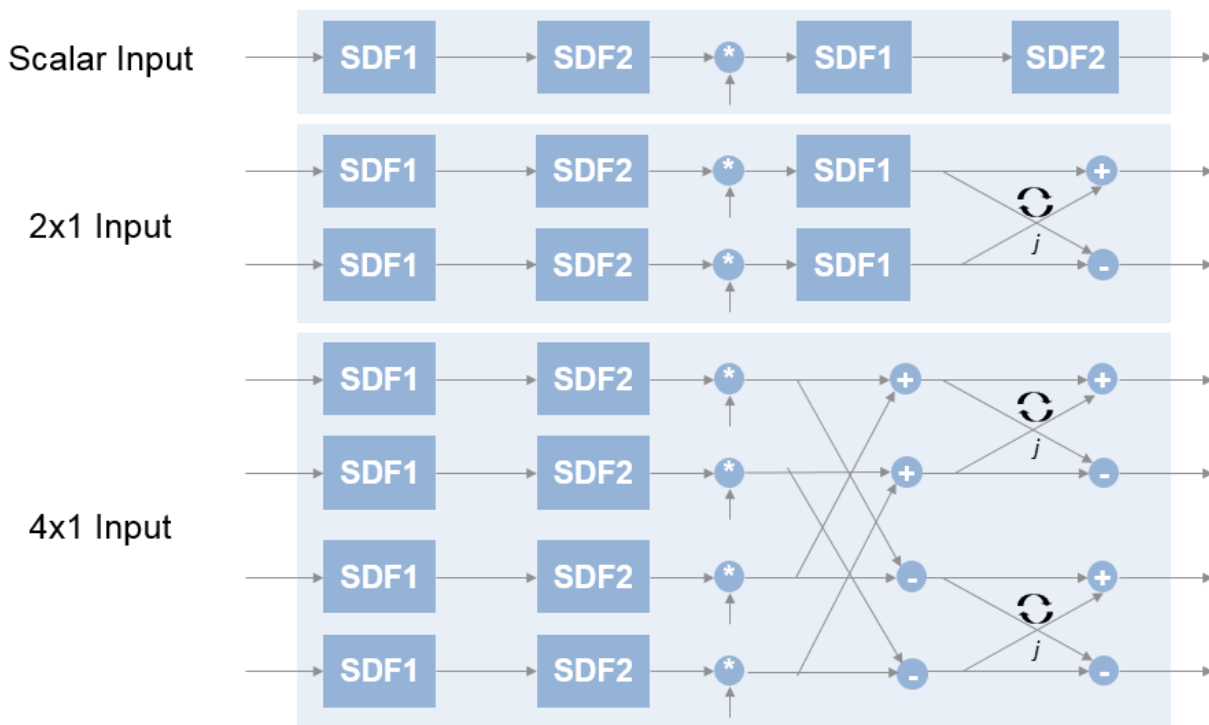 Scalar Input SDF1 SDF2 * SDF1 SDF2
2x1 Input
SDF1 SDF2 * SDF1 +
j
SDF1 SDF2 * SDF1 -
4x1 Input
SDF1 SDF2 * + +
j
SDF1 SDF2 * + -
SDF1 SDF2 * - +
j
SDF1 SDF2 * - -